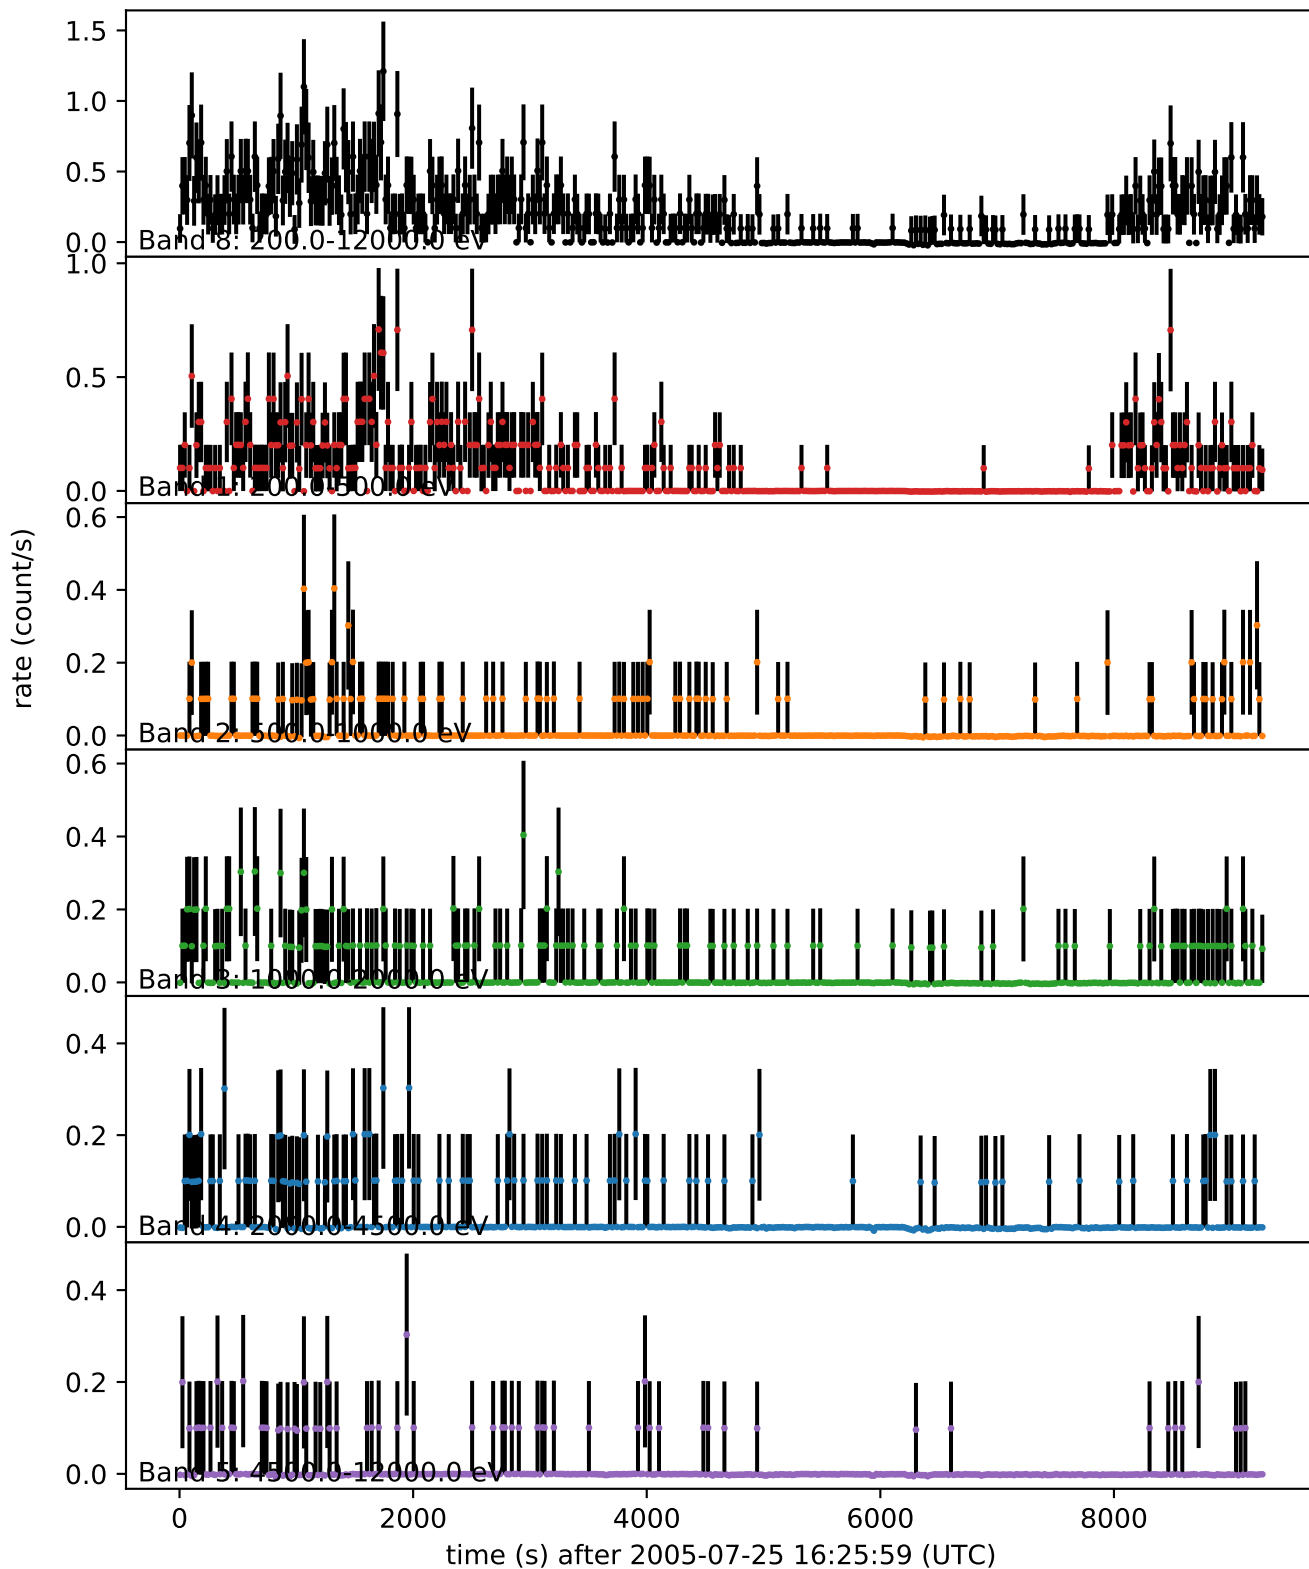 1.5
1.0
0.5
0.0
Band 8: 200.0-12000.0 eV
1.0
0.5
0.0
Band 1: 200.0-500.0 eV
0.6
0.4
0.2
0.0
Band 2: 500.0-1000.0 eV
rate (count/s)
0.6
0.4
0.2
0.0
Band 3: 1000.0-2000.0 eV
0.4
0.2
0.0
Band 4: 2000.0-4500.0 eV
0.4
0.2
0.0
Band 5: 4500.0-12000.0 eV
0 2000 4000 6000 8000
time (s) after 2005-07-25 16:25:59 (UTC)